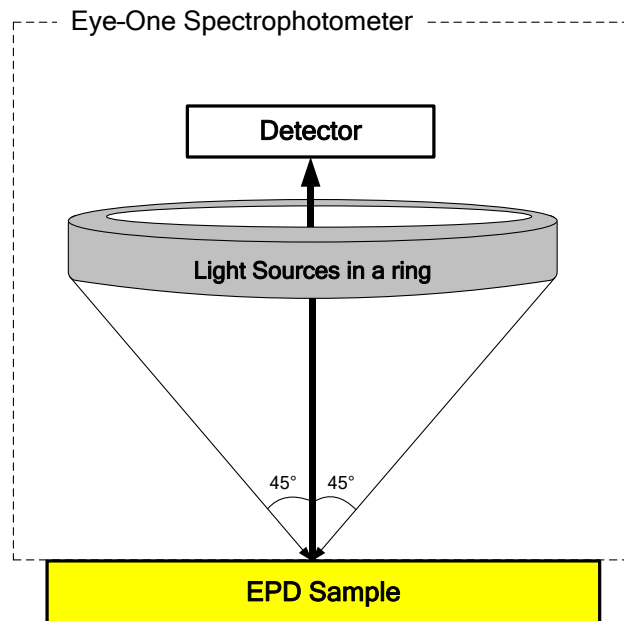 Eye-One Spectrophotometer
Detector
Light Sources in a ring
45° 45°
EPD Sample